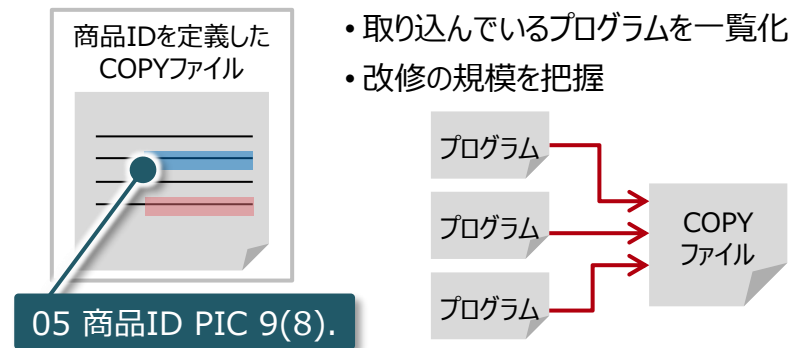 商品IDを定義した
COPYファイル
05 商品ID PIC 9(8).
• 取り込んでいるプログラムを一覧化
• 改修の規模を把握
プログラム
プログラム
プログラム
COPY
ファイル